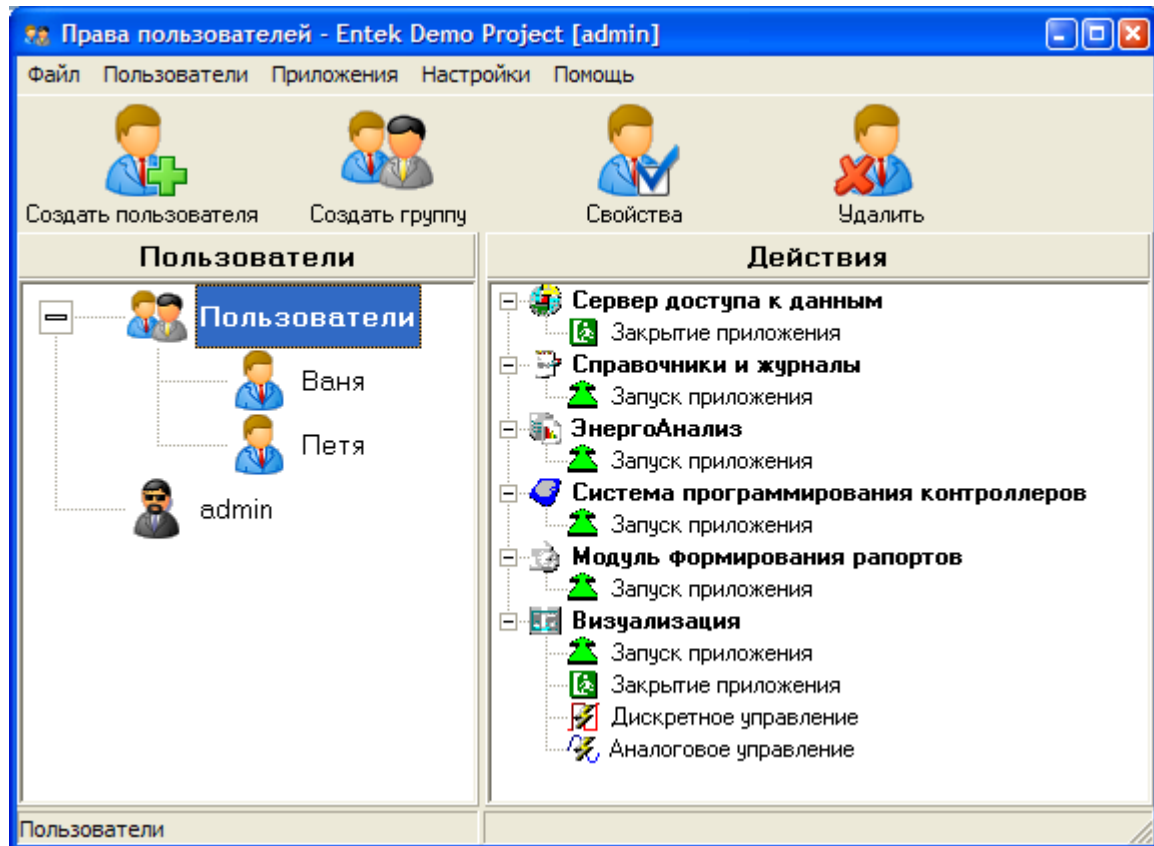 Права пользователей - Entek Demo Project [admin]
Файл Пользователи Приложения Настройки Помощь
Создать пользователя Создать группу Свойства Удалить
Пользователи Действия
Пользователи
Ваня
Петя
admin
Сервер доступа к данным
Закрытие приложения
Справочники и журналы
Запуск приложения
ЭнергоАнализ
Запуск приложения
Система программирования контроллеров
Запуск приложения
Модуль формирования рапортов
Запуск приложения
Визуализация
Запуск приложения
Закрытие приложения
Дискретное управление
Аналоговое управление
Пользователи